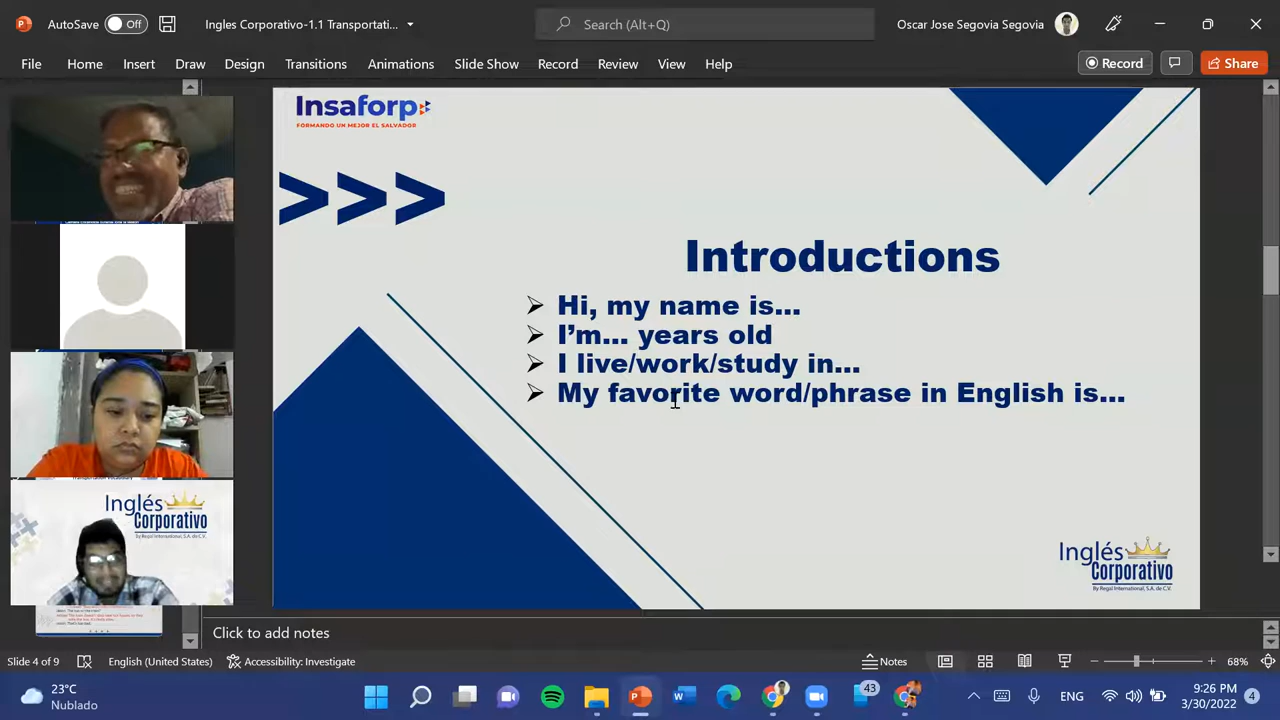 AutoSave Off Ingles Corporativo-1.1 Transportati... Search (Alt+Q) Oscar Jose Segovia Segovia
File Home Insert Draw Design Transitions Animations Slide Show Record Review View Help Record Share
Insaforp
FORMANDO UN MEJOR EL SALVADOR
>>>
Introductions
Hi, my name is...
I'm... years old
I live/work/study in...
My favorite word/phrase in English is...
Inglés
Corporativo
By Regal International, S.A. de C.V.
Inglés
Corporativo
By Regal International, S.A. de C.V.
Click to add notes
Slide 4 of 9 English (United States) Accessibility: Investigate Notes 68%
23°C
Nublado
43
ENG
9:26 PM
3/30/2022
4